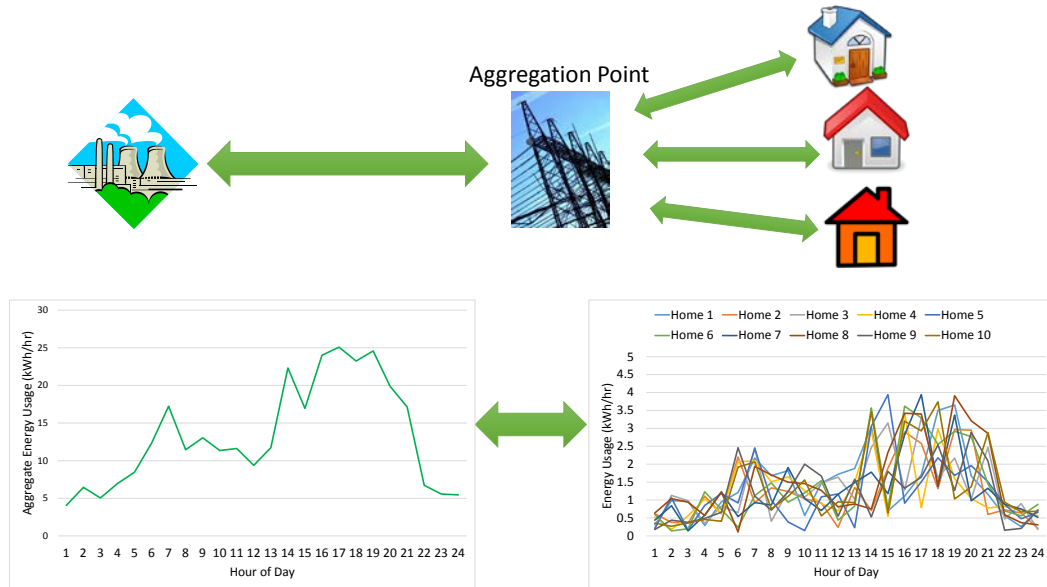 Aggregation Point
Aggregate Energy Usage (kWh/hr)
30
25
20
15
10
5
0
1 2 3 4 5 6 7 8 9 10 11 12 13 14 15 16 17 18 19 20 21 22 23 24
Hour of Day
Home 1 Home 2 Home 3 Home 4 Home 5
Home 6 Home 7 Home 8 Home 9 Home 10
Energy Usage (kWh/hr)
5
4.5
4
3.5
3
2.5
2
1.5
1
0.5
0
1 2 3 4 5 6 7 8 9 10 11 12 13 14 15 16 17 18 19 20 21 22 23 24
Hour of Day